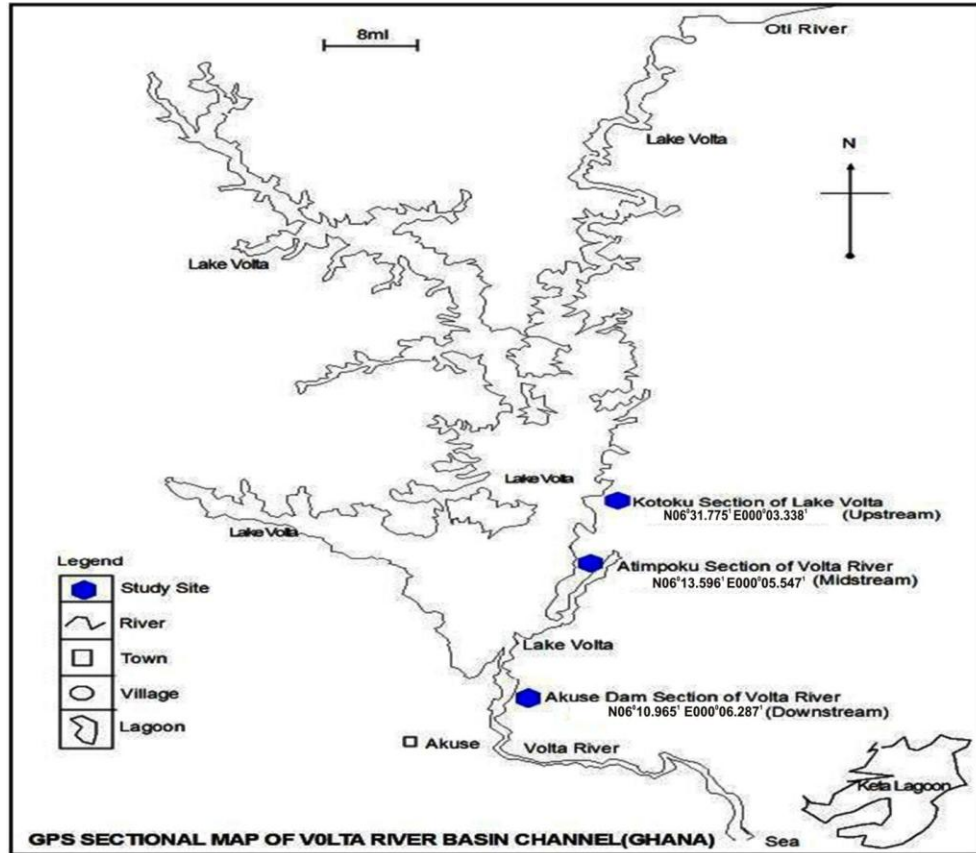 Oti River
8ml
Lake Volta
N
Lake Volta
Lake Volta
Kotoku Section of Lake Volta
N06°31.775' E000°03.338' (Upstream)
Lake Volta
Legend
Atimpoku Section of Volta River
N06°13.596' E000°05.547' (Midstream)
Study Site
River
Lake Volta
Town
Village
Akuse Dam Section of Volta River
N06°10.965' E000°06.287' (Downstream)
Lagoon
Akuse
Volta River
Keta Lagoon
GPS SECTIONAL MAP OF V0LTA RIVER BASIN CHANNEL(GHANA)
Sea